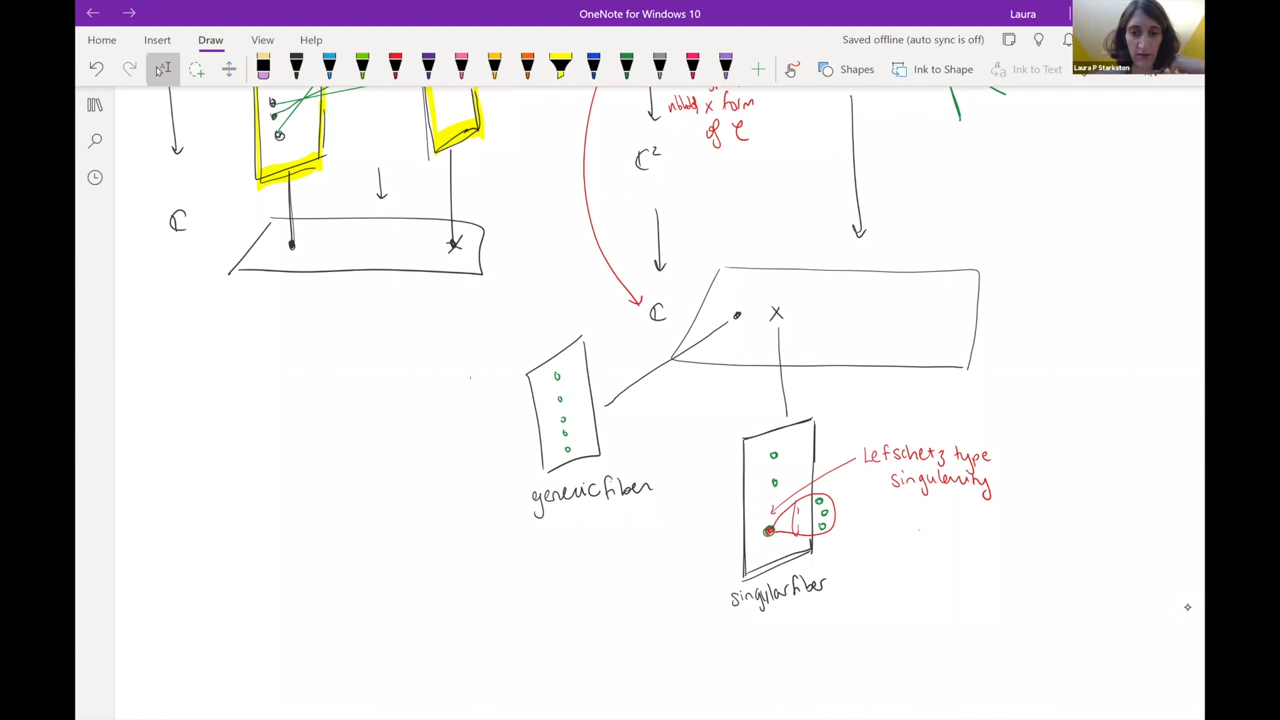 OneNote for Windows 10
Laura
Home
Insert
Draw
View
Help
Saved offline (auto sync is off)
Shapes
Ink to Shape
Ink to Text
Laura P Starkston
x form
of C
ℂ²
ℂ
ℂ
X
generic fiber
Lefschetz type
singularity
singular fiber